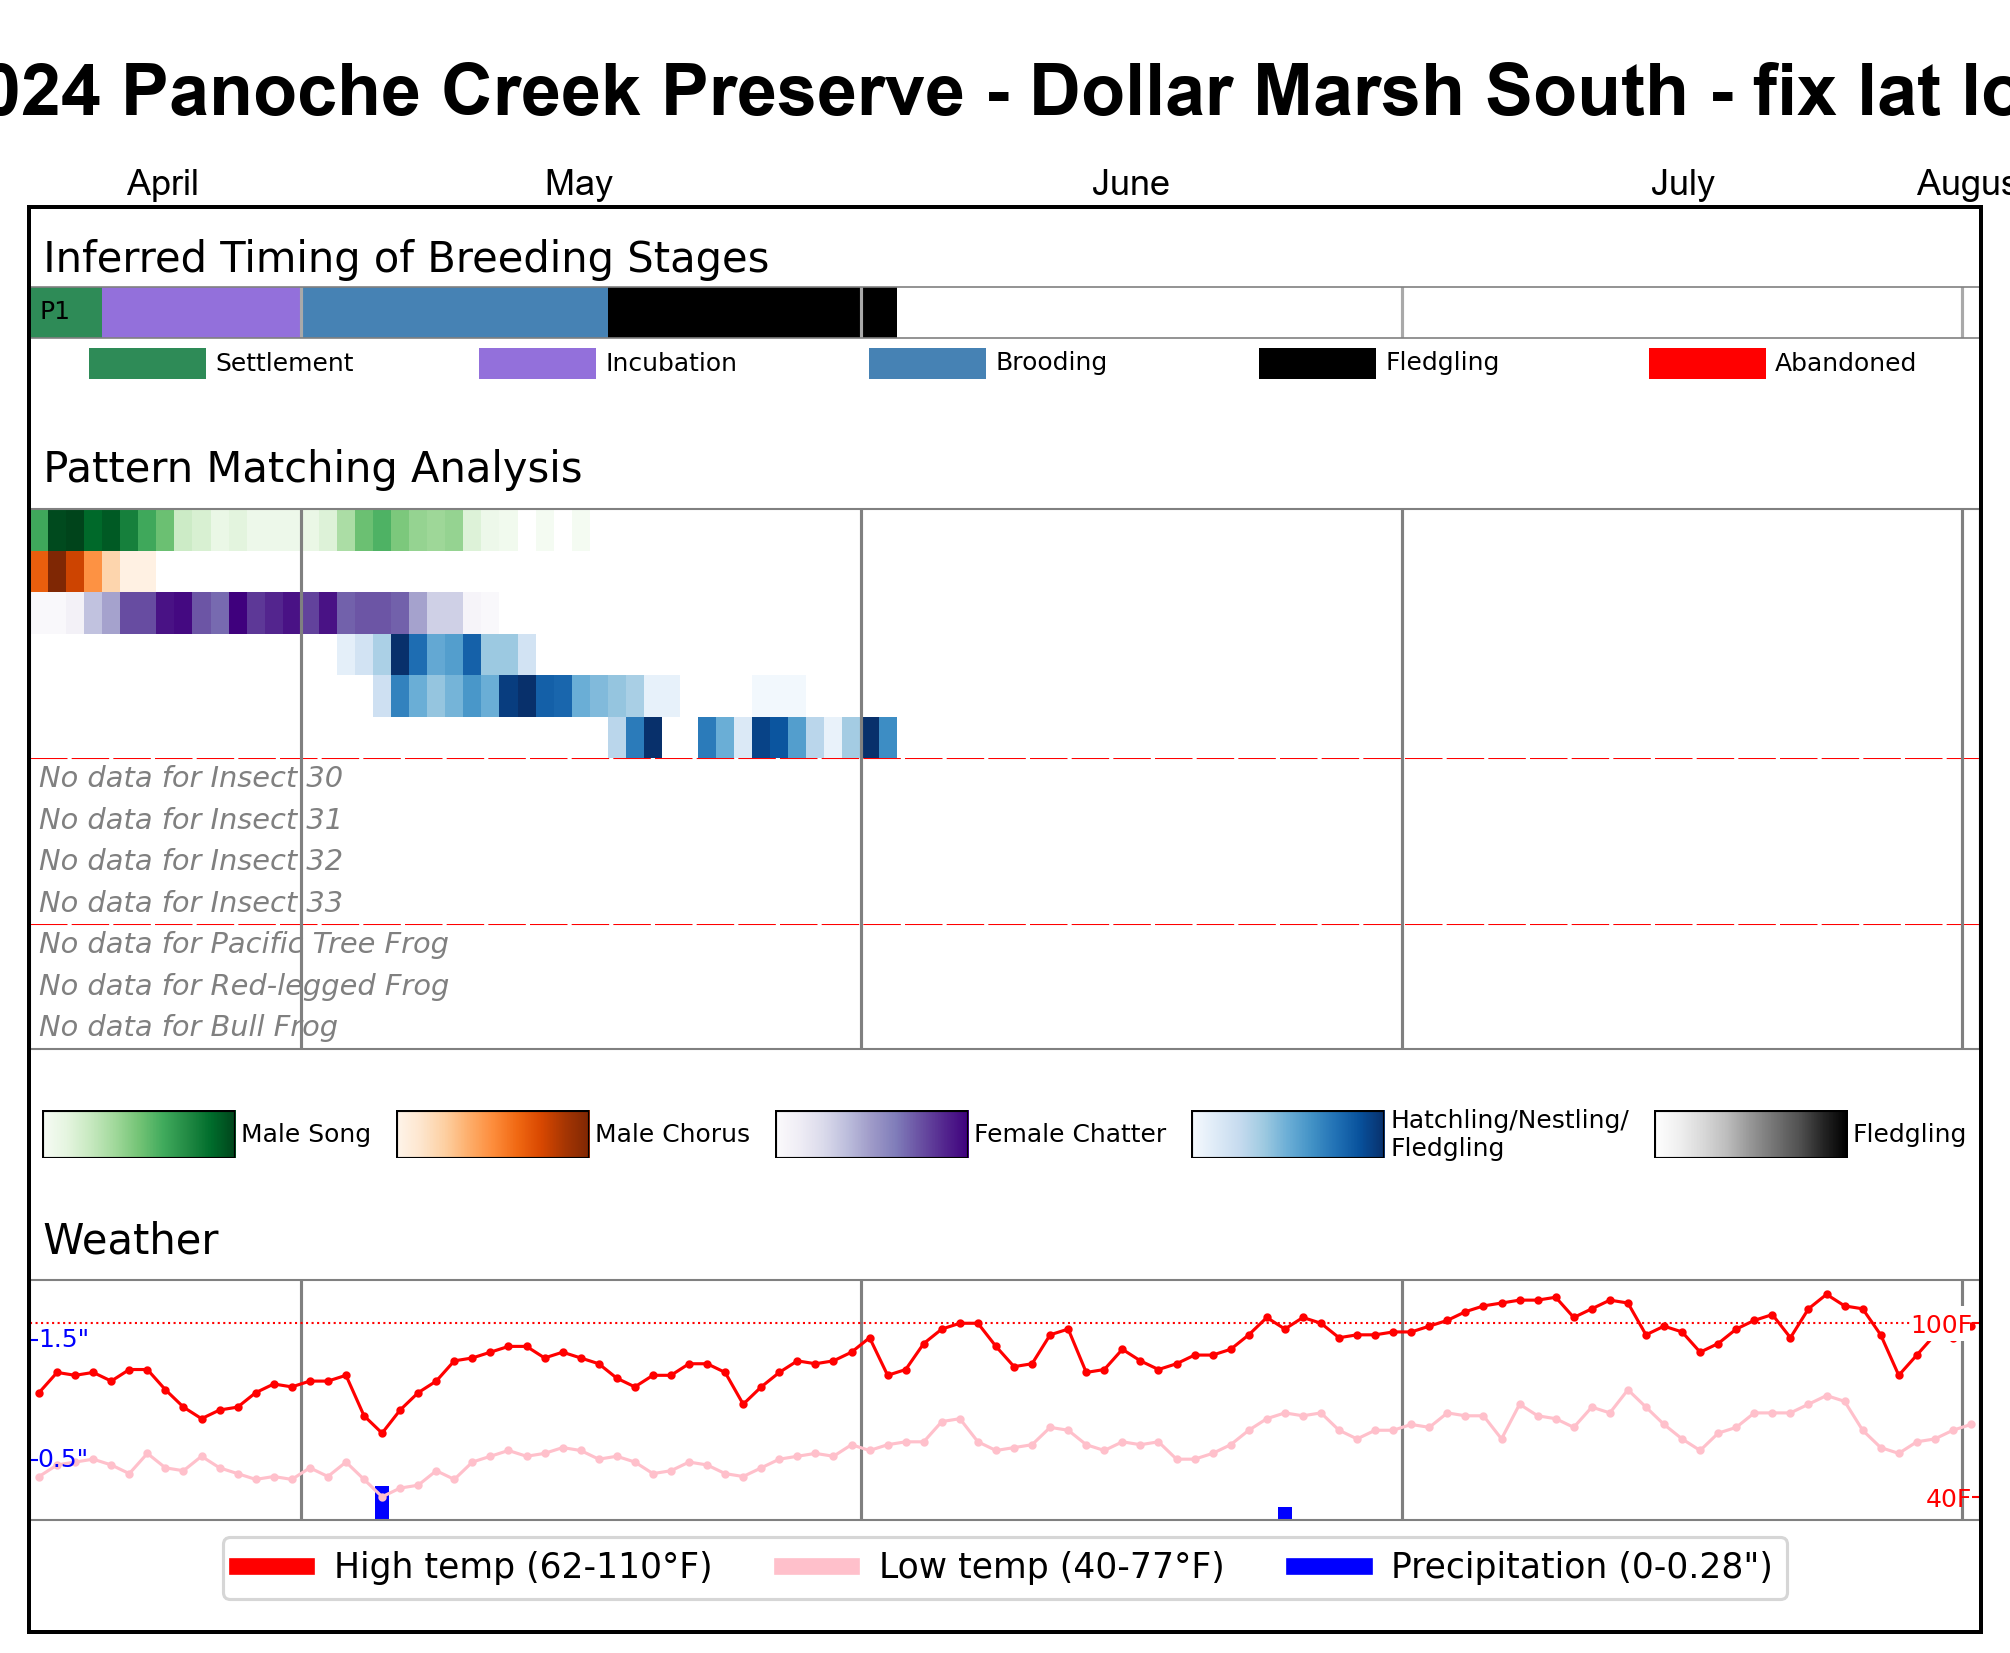 024 Panoche Creek Preserve - Dollar Marsh South - fix lat lo
April May June July Augus
Inferred Timing of Breeding Stages
P1
Settlement Incubation Brooding Fledgling Abandoned
Pattern Matching Analysis
No data for Insect 30
No data for Insect 31
No data for Insect 32
No data for Insect 33
No data for Pacific Tree Frog
No data for Red-legged Frog
No data for Bull Frog
Male Song Male Chorus Female Chatter Hatchling/Nestling/ Fledgling
Fledgling
Weather
1.5" 100F
0.5" 40F
High temp (62-110°F) Low temp (40-77°F) Precipitation (0-0.28")